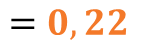 = 0,22